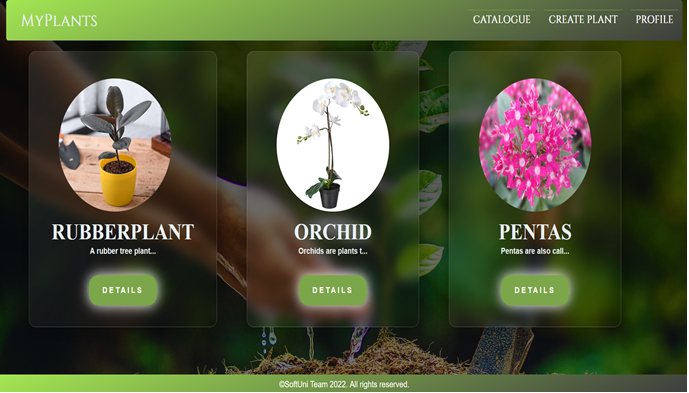 MyPlants
CATALOGUE
CREATE PLANT
PROFILE
RUBBERPLANT
A rubber tree plant...
DETAILS
ORCHID
Orchids are plants t...
DETAILS
PENTAS
Pentas are also call...
DETAILS
©SoftUni Team 2022. All rights reserved.